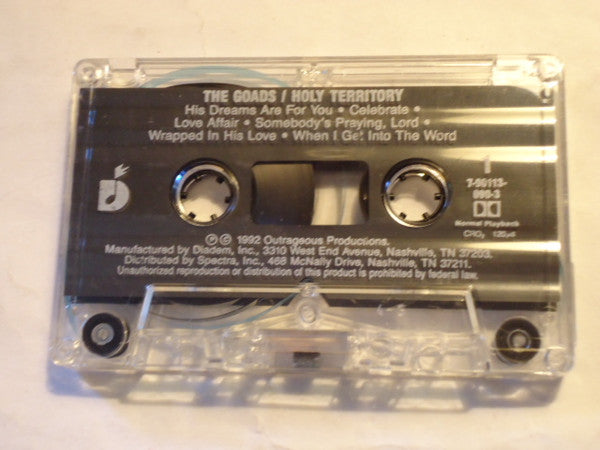 THE GOADS / HOLY TERRITORY
His Dreams Are For You • Celebrate •
Love Affair • Somebody's Praying, Lord •
Wrapped In His Love • When I Get Into The Word
1
7-90113-
Normal Playback
CRO₂ 120µs
℗ © 1992 Outrageous Productions.
Manufactured by Diadem, Inc., 3310 West End Avenue, Nashville, TN 37203.
Distributed by Spectra, Inc., 468 McNally Drive, Nashville, TN 37211.
Unauthorized reproduction or distribution of this product is prohibited by federal law.